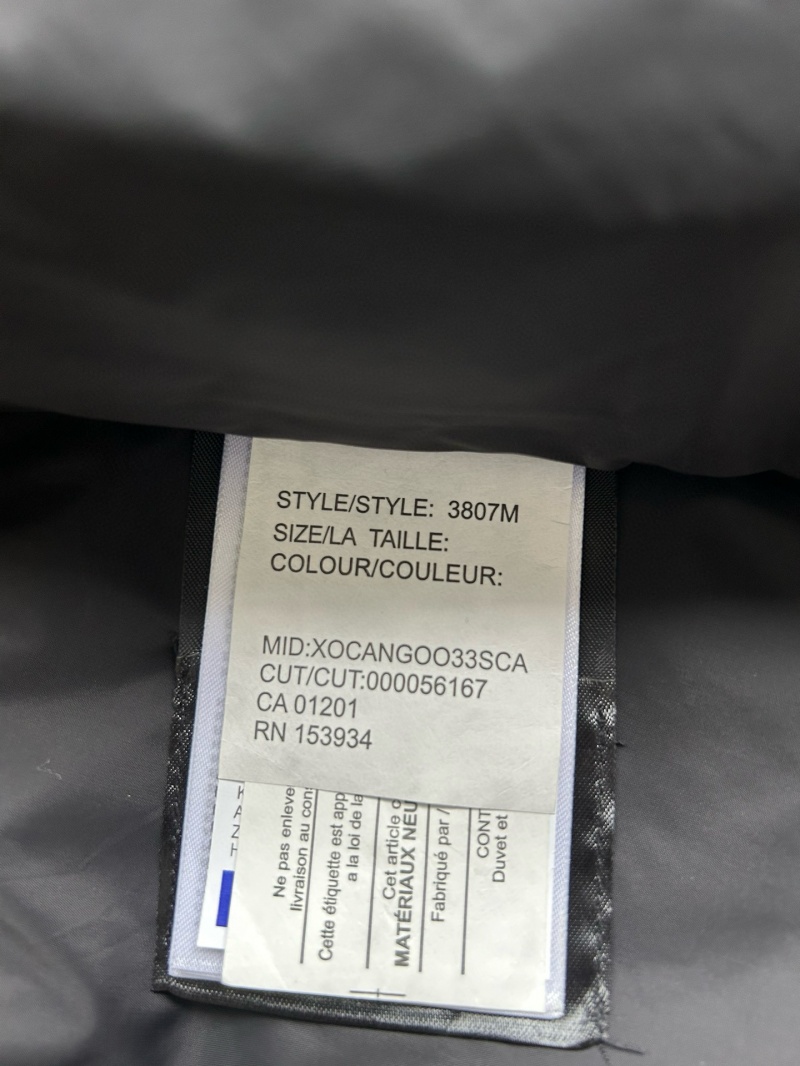 STYLE/STYLE: 3807M
SIZE/LA TAILLE:
COLOUR/COULEUR:
MID:XOCANGOO33SCA
CUT/CUT:000056167
CA 01201
RN 153934
K
A
Z
Ne pas enleve
livraison au con
Cette étiquette est app
a la loi de la
Cet article
MATÉRIAUX NEU
Fabriqué par /
CONT
Duvet et